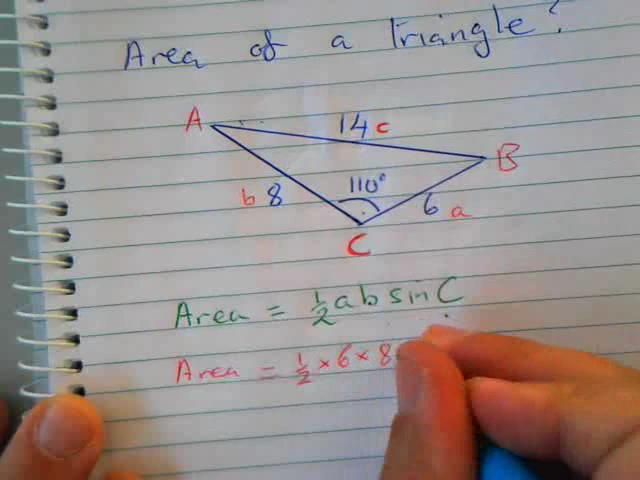 Area of a triangle?
A
14 c
B
b 8
110°
6 a
C
Area = 1/2 ab sin C
Area = 1/2 × 6 × 8